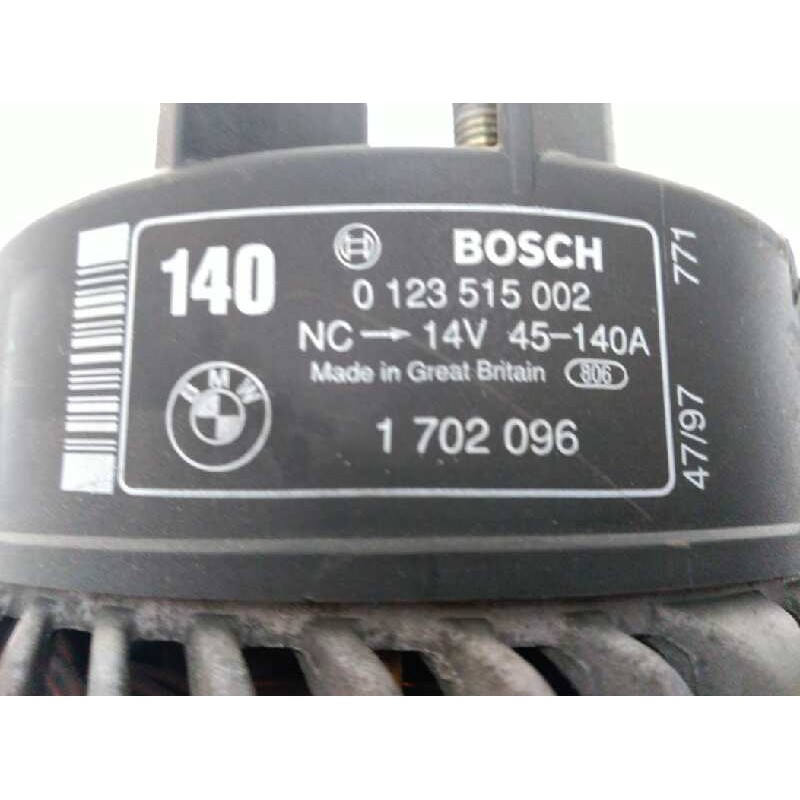 140
BOSCH
0 123 515 002
NC→14V 45-140A
Made in Great Britain 806
BMW
1 702 096
47/97 771